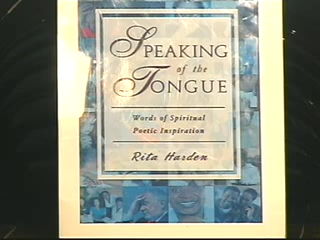 SPEAKING
of the
TONGUE
Words of Spiritual
Poetic Inspiration
Rita Harden